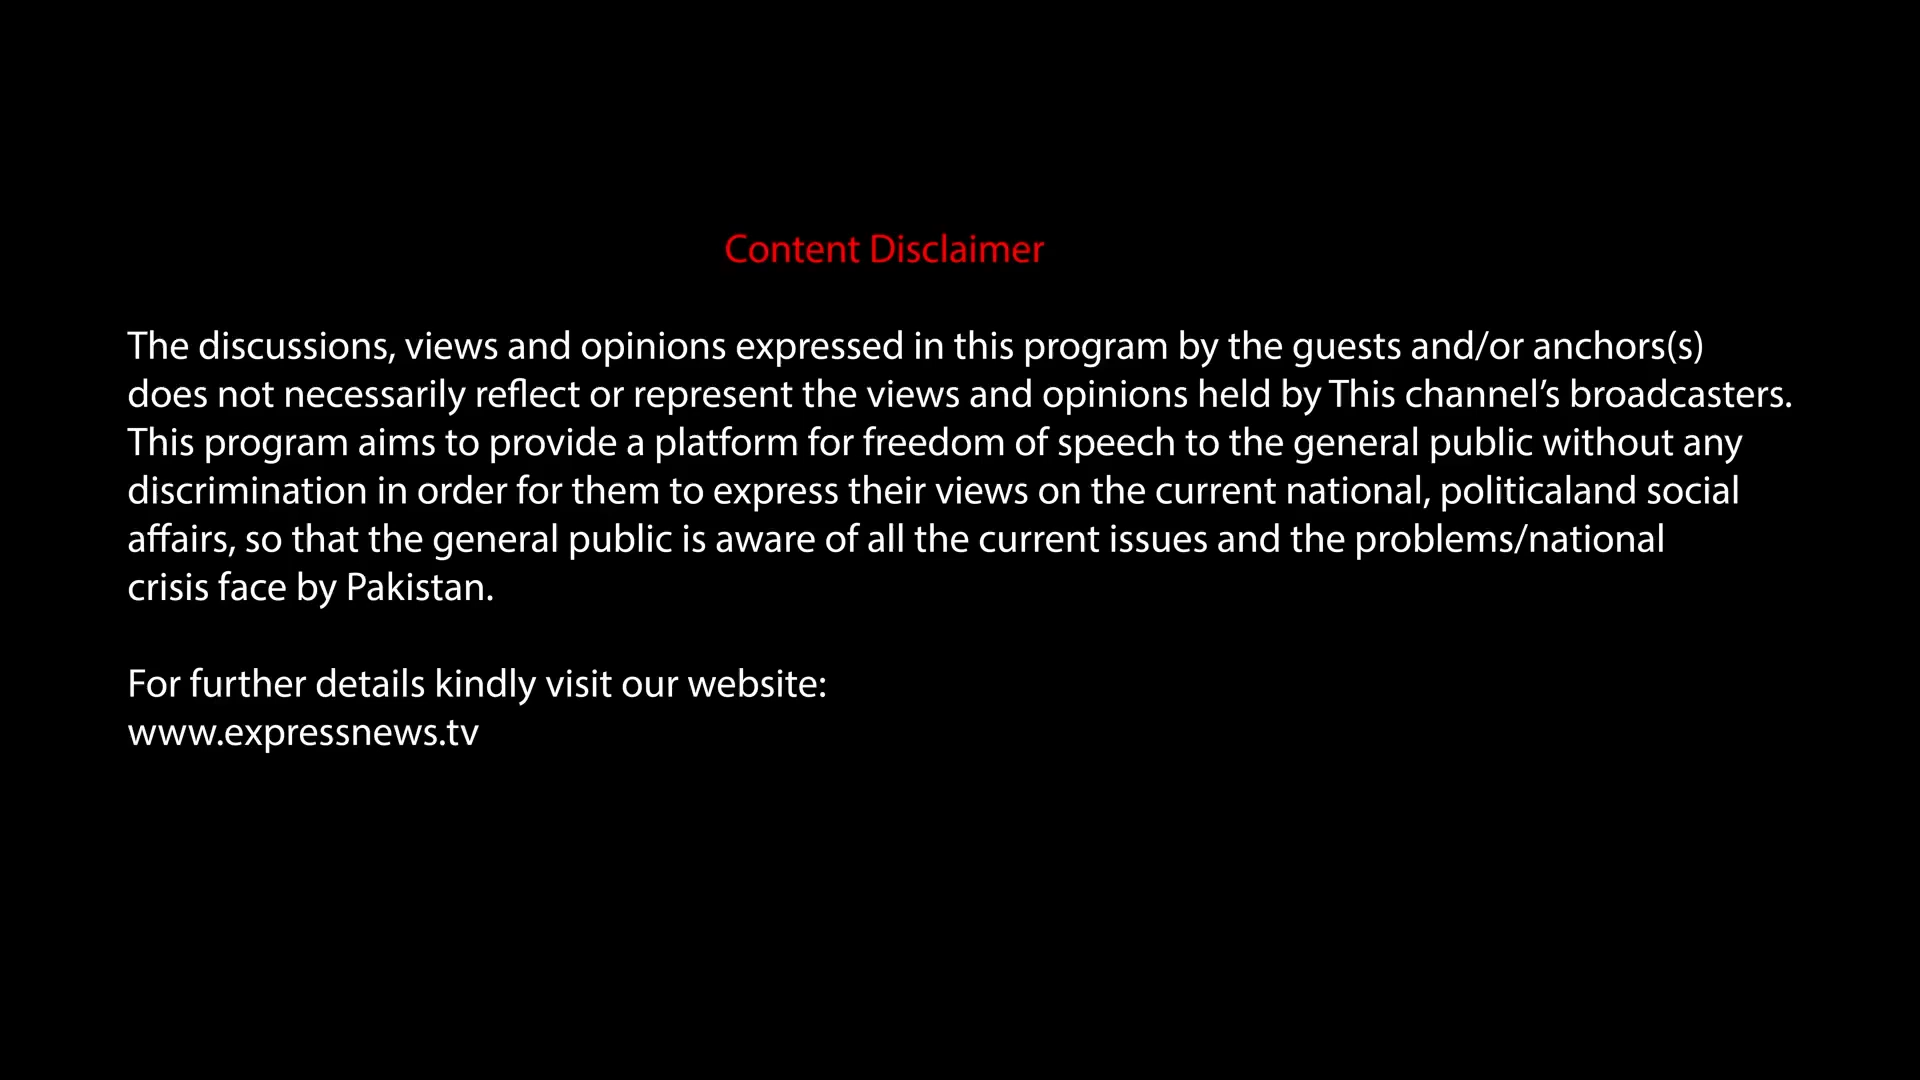 Content Disclaimer
The discussions, views and opinions expressed in this program by the guests and/or anchors(s)
does not necessarily reflect or represent the views and opinions held by This channel’s broadcasters.
This program aims to provide a platform for freedom of speech to the general public without any
discrimination in order for them to express their views on the current national, politicaland social
affairs, so that the general public is aware of all the current issues and the problems/national
crisis face by Pakistan.
For further details kindly visit our website:
www.expressnews.tv